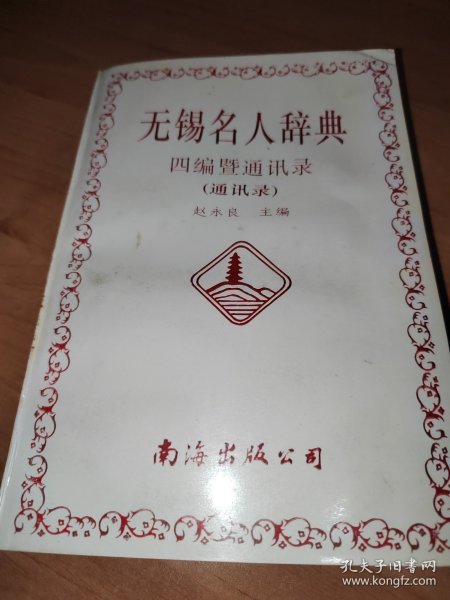 无锡名人辞典
四编暨通讯录
(通讯录)
赵永良 主编
南海出版公司
孔夫子旧书网
www.kongfz.com